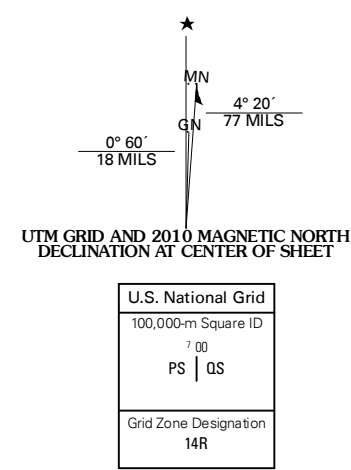 ★
MN
GN
4° 20´
77 MILS
0° 60´
18 MILS
UTM GRID AND 2010 MAGNETIC NORTH
DECLINATION AT CENTER OF SHEET
U.S. National Grid
100,000-m Square ID
7 00
PS QS
Grid Zone Designation
14R